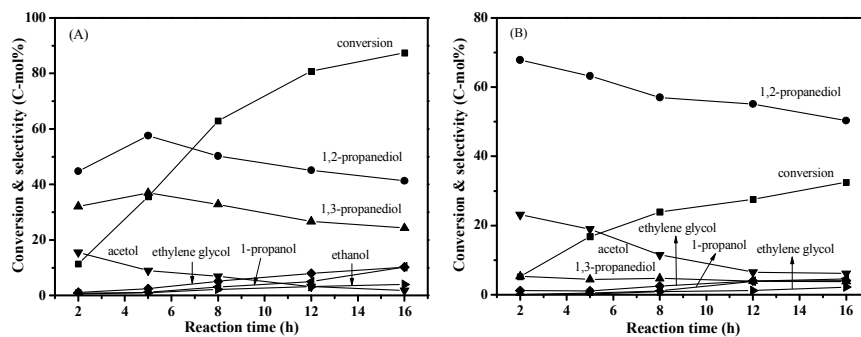 (A)
Conversion & selectivity (C-mol%)
100
80
60
40
20
0
conversion
1,2-propanediol
1,3-propanediol
acetol
ethylene glycol
1-propanol
ethanol
2 4 6 8 10 12 14 16
Reaction time (h)
(B)
Conversion & selectivity (C-mol%)
80
60
40
20
0
1,2-propanediol
conversion
ethylene glycol
1-propanol
ethylene glycol
acetol
1,3-propanediol
2 4 6 8 10 12 14 16
Reaction time (h)